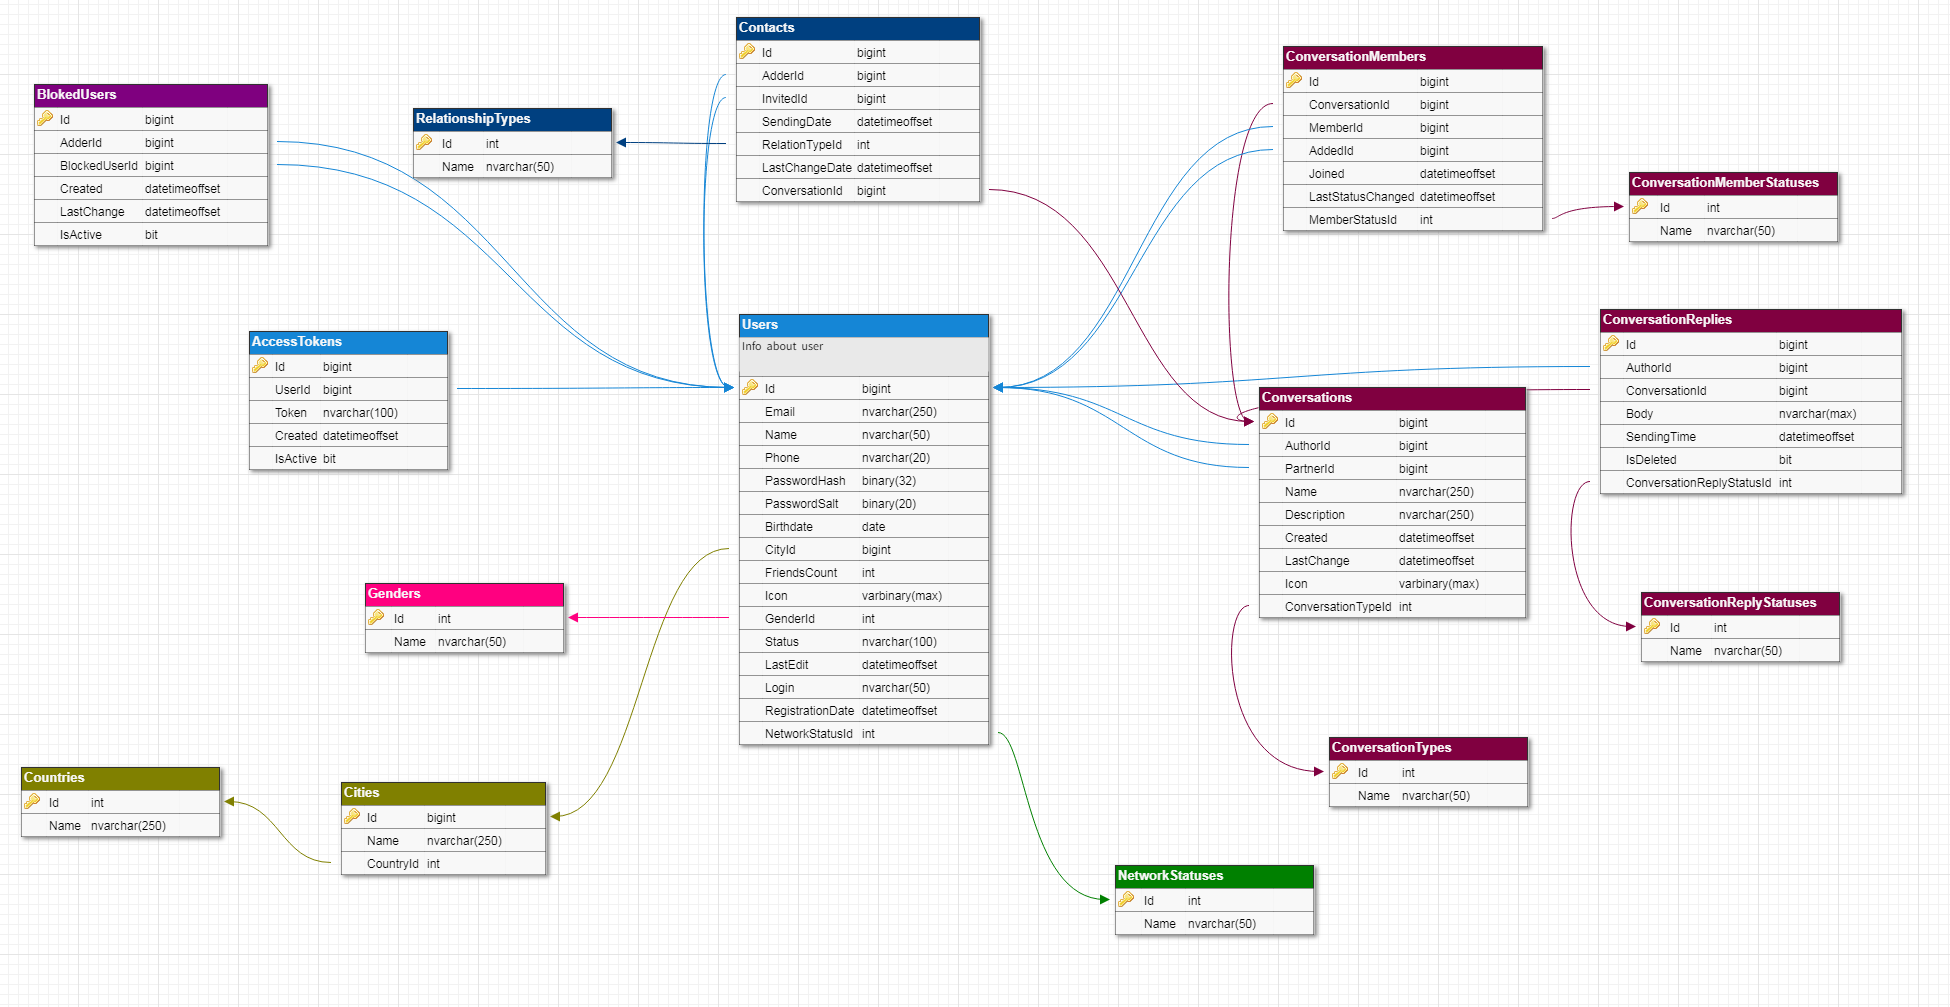 Contacts
Id bigint
AdderId bigint
InvitedId bigint
SendingDate datetimeoffset
RelationTypeId int
LastChangeDate datetimeoffset
ConversationId bigint
ConversationMembers
Id bigint
ConversationId bigint
MemberId bigint
AddedId bigint
Joined datetimeoffset
LastStatusChanged datetimeoffset
MemberStatusId int
BlokedUsers
Id bigint
AdderId bigint
BlockedUserId bigint
Created datetimeoffset
LastChange datetimeoffset
IsActive bit
RelationshipTypes
Id int
Name nvarchar(50)
ConversationMemberStatuses
Id int
Name nvarchar(50)
AccessTokens
Id bigint
UserId bigint
Token nvarchar(100)
Created datetimeoffset
IsActive bit
Users
Info about user
Id bigint
Email nvarchar(250)
Name nvarchar(50)
Phone nvarchar(20)
PasswordHash binary(32)
PasswordSalt binary(20)
Birthdate date
CityId bigint
FriendsCount int
Icon varbinary(max)
GenderId int
Status nvarchar(100)
LastEdit datetimeoffset
Login nvarchar(50)
RegistrationDate datetimeoffset
NetworkStatusId int
ConversationReplies
Id bigint
AuthorId bigint
ConversationId bigint
Body nvarchar(max)
SendingTime datetimeoffset
IsDeleted bit
ConversationReplyStatusId int
Conversations
Id bigint
AuthorId bigint
PartnerId bigint
Name nvarchar(250)
Description nvarchar(250)
Created datetimeoffset
LastChange datetimeoffset
Icon varbinary(max)
ConversationTypeId int
Genders
Id int
Name nvarchar(50)
ConversationReplyStatuses
Id int
Name nvarchar(50)
ConversationTypes
Id int
Name nvarchar(50)
Countries
Id int
Name nvarchar(250)
Cities
Id bigint
Name nvarchar(250)
CountryId int
NetworkStatuses
Id int
Name nvarchar(50)